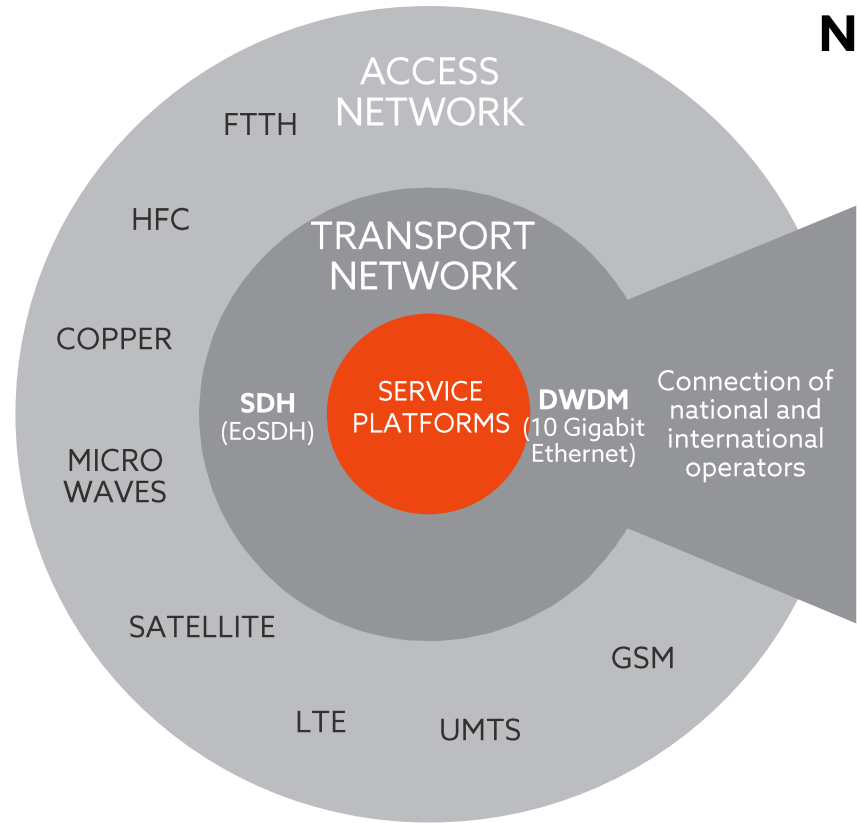 N
ACCESS
NETWORK
FTTH
HFC
TRANSPORT
NETWORK
COPPER
SDH
(EoSDH)
SERVICE
PLATFORMS
DWDM
(10 Gigabit
Ethernet)
Connection of
national and
international
operators
MICRO
WAVES
SATELLITE
GSM
LTE
UMTS